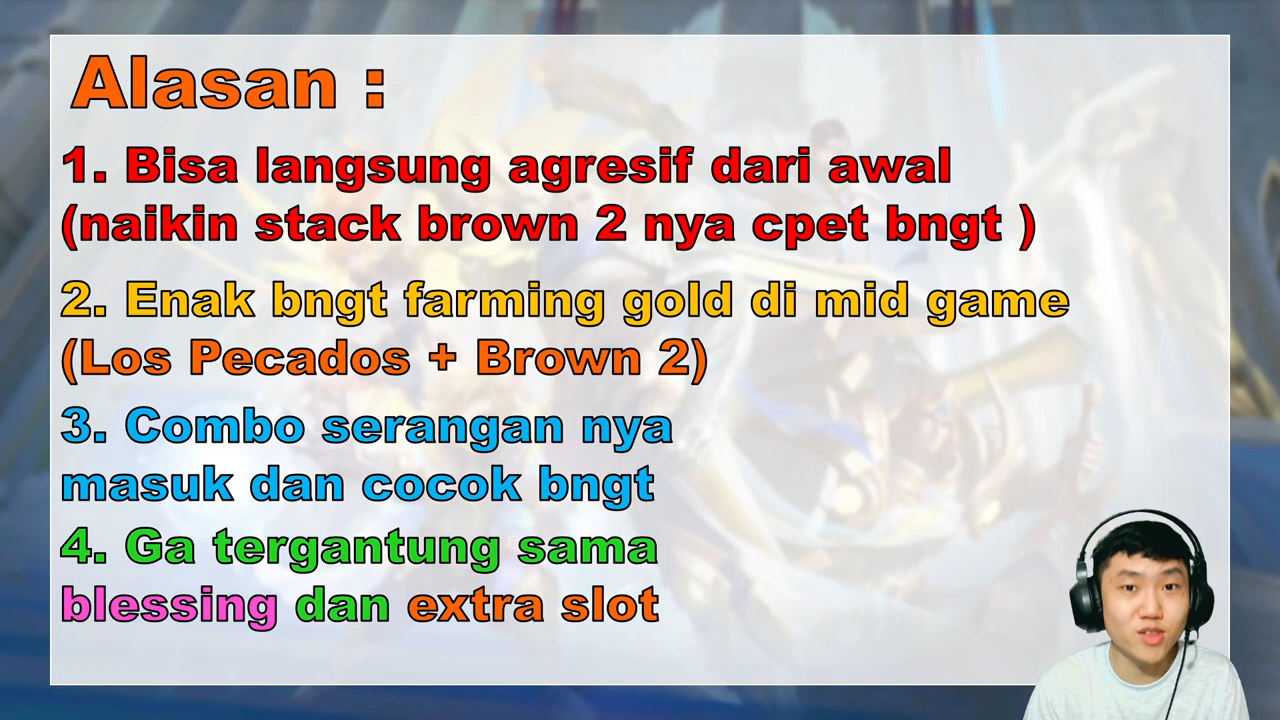 Alasan :
1. Bisa langsung agresif dari awal
(naikin stack brown 2 nya cpet bngt )
2. Enak bngt farming gold di mid game
(Los Pecados + Brown 2)
3. Combo serangan nya
masuk dan cocok bngt
4. Ga tergantung sama
blessing dan extra slot